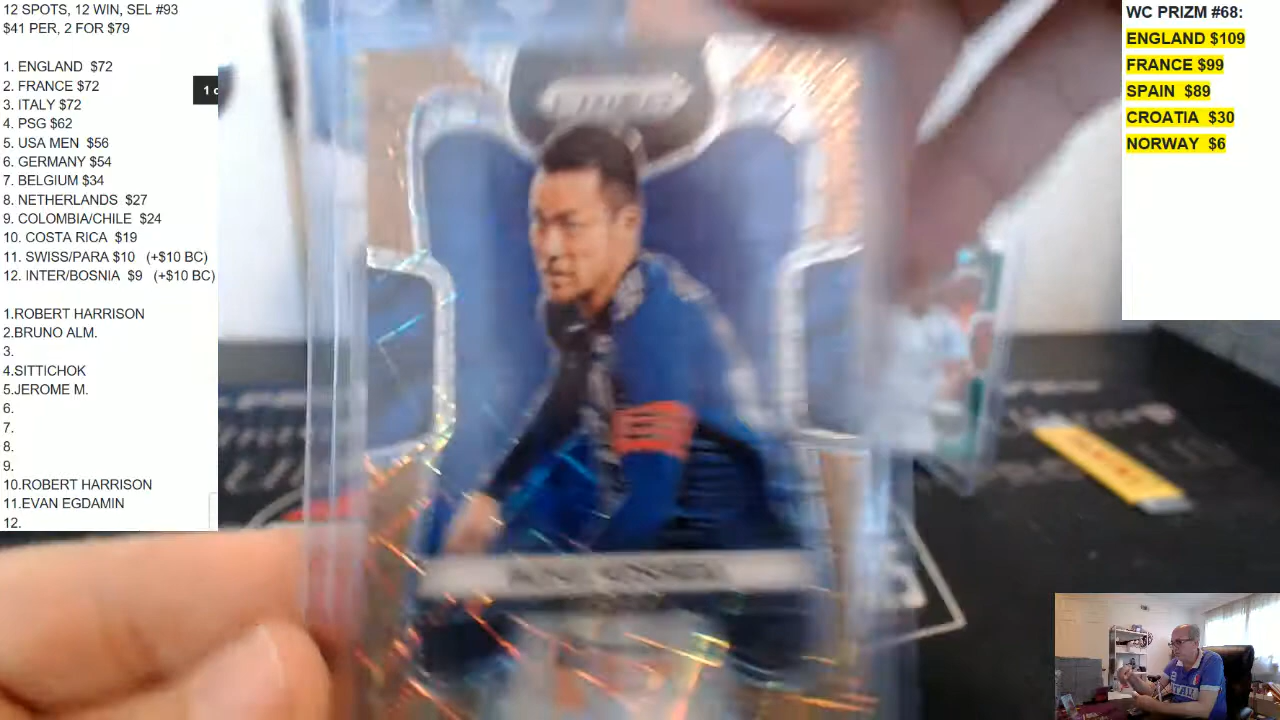 12 SPOTS, 12 WIN, SEL #93
$41 PER, 2 FOR $79
1. ENGLAND $72
2. FRANCE $72
3. ITALY $72
4. PSG $62
5. USA MEN $56
6. GERMANY $54
7. BELGIUM $34
8. NETHERLANDS $27
9. COLOMBIA/CHILE $24
10. COSTA RICA $19
11. SWISS/PARA $10 (+$10 BC)
12. INTER/BOSNIA $9 (+$10 BC)
1.ROBERT HARRISON
2.BRUNO ALM.
3.
4.SITTICHOK
5.JEROME M.
6.
7.
8.
9.
10.ROBERT HARRISON
11.EVAN EGDAMIN
12.
WC PRIZM #68:
ENGLAND $109
FRANCE $99
SPAIN $89
CROATIA $30
NORWAY $6